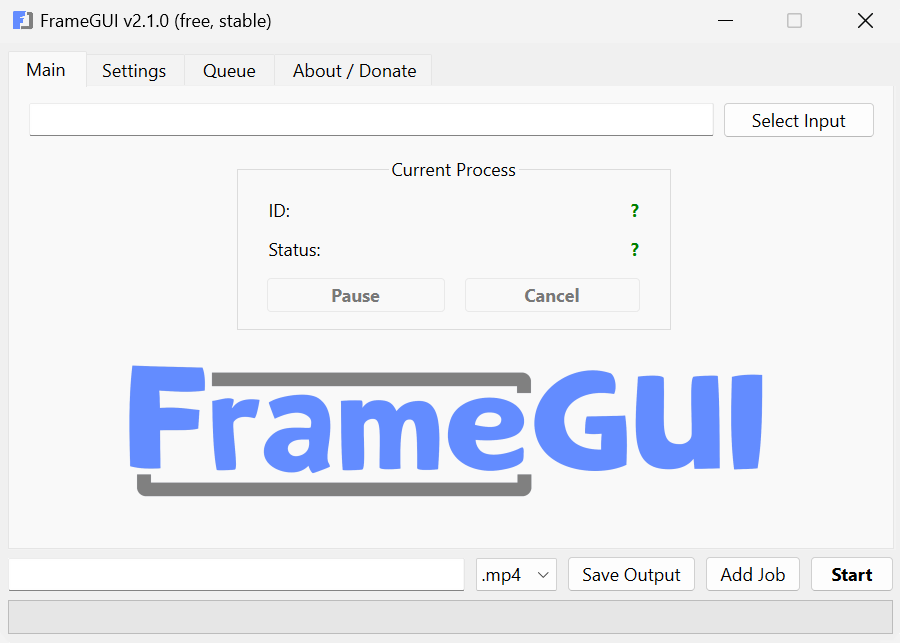 FrameGUI v2.1.0 (free, stable)
Main Settings Queue About / Donate
Select Input
Current Process
ID: ?
Status: ?
Pause Cancel
FrameGUI
.mp4 Save Output Add Job Start